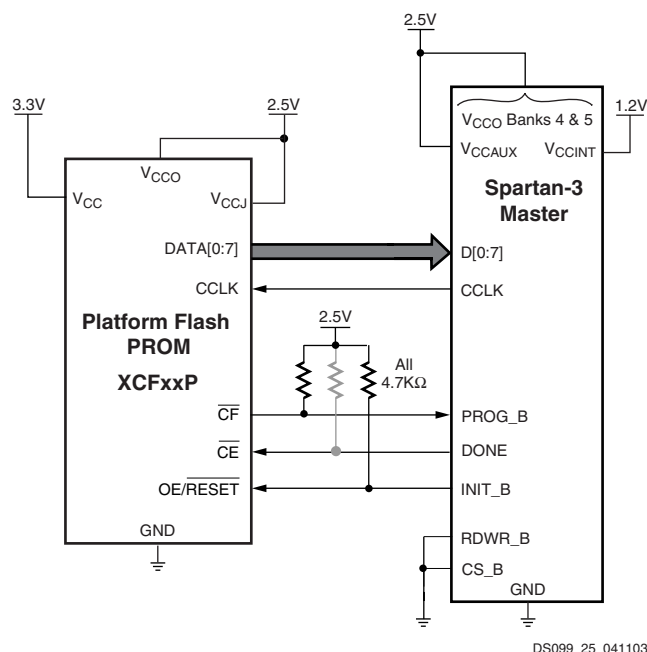 2.5V
3.3V
2.5V
1.2V
VCCO Banks 4 & 5
VCCO
VCCAUX
VCCINT
VCC
VCCJ
Spartan-3
Master
DATA[0:7]
D[0:7]
CCLK
CCLK
Platform Flash
PROM
XCFxxP
2.5V
All
4.7KΩ
CF
PROG_B
CE
DONE
OE/RESET
INIT_B
GND
RDWR_B
CS_B
GND
DS099_25_041103